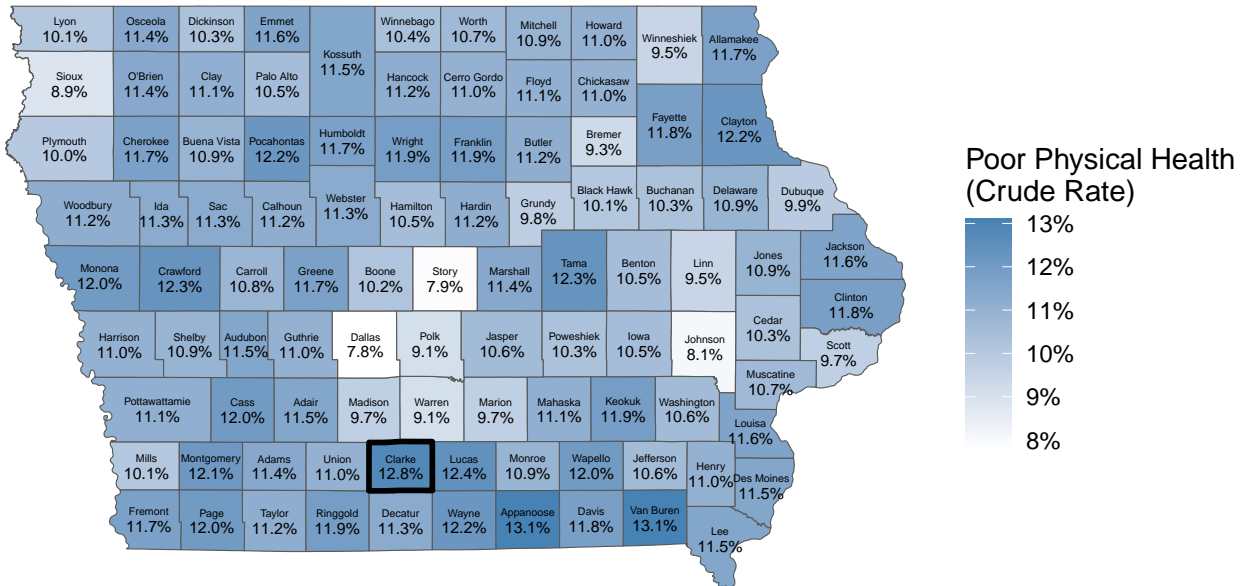 Lyon
10.1%
Osceola
11.4%
Dickinson
10.3%
Emmet
11.6%
Kossuth
11.5%
Winnebago
10.4%
Worth
10.7%
Mitchell
10.9%
Howard
11.0%
Winneshiek
9.5%
Allamakee
11.7%
Sioux
8.9%
O'Brien
11.4%
Clay
11.1%
Palo Alto
10.5%
Hancock
11.2%
Cerro Gordo
11.0%
Floyd
11.1%
Chickasaw
11.0%
Fayette
11.8%
Clayton
12.2%
Plymouth
10.0%
Cherokee
11.7%
Buena Vista
10.9%
Pocahontas
12.2%
Humboldt
11.7%
Wright
11.9%
Franklin
11.9%
Butler
11.2%
Bremer
9.3%
Woodbury
11.2%
Ida
11.3%
Sac
11.3%
Calhoun
11.2%
Webster
11.3%
Hamilton
10.5%
Hardin
11.2%
Grundy
9.8%
Black Hawk
10.1%
Buchanan
10.3%
Delaware
10.9%
Dubuque
9.9%
Monona
12.0%
Crawford
12.3%
Carroll
10.8%
Greene
11.7%
Boone
10.2%
Story
7.9%
Marshall
11.4%
Tama
12.3%
Benton
10.5%
Linn
9.5%
Jones
10.9%
Jackson
11.6%
Clinton
11.8%
Harrison
11.0%
Shelby
10.9%
Audubon
11.5%
Guthrie
11.0%
Dallas
7.8%
Polk
9.1%
Jasper
10.6%
Poweshiek
10.3%
Iowa
10.5%
Johnson
8.1%
Cedar
10.3%
Scott
9.7%
Muscatine
10.7%
Pottawattamie
11.1%
Cass
12.0%
Adair
11.5%
Madison
9.7%
Warren
9.1%
Marion
9.7%
Mahaska
11.1%
Keokuk
11.9%
Washington
10.6%
Louisa
11.6%
Mills
10.1%
Montgomery
12.1%
Adams
11.4%
Union
11.0%
Clarke
12.8%
Lucas
12.4%
Monroe
10.9%
Wapello
12.0%
Jefferson
10.6%
Henry
11.0%
Des Moines
11.5%
Fremont
11.7%
Page
12.0%
Taylor
11.2%
Ringgold
11.9%
Decatur
11.3%
Wayne
12.2%
Appanoose
13.1%
Davis
11.8%
Van Buren
13.1%
Lee
11.5%
Poor Physical Health
(Crude Rate)
13%
12%
11%
10%
9%
8%